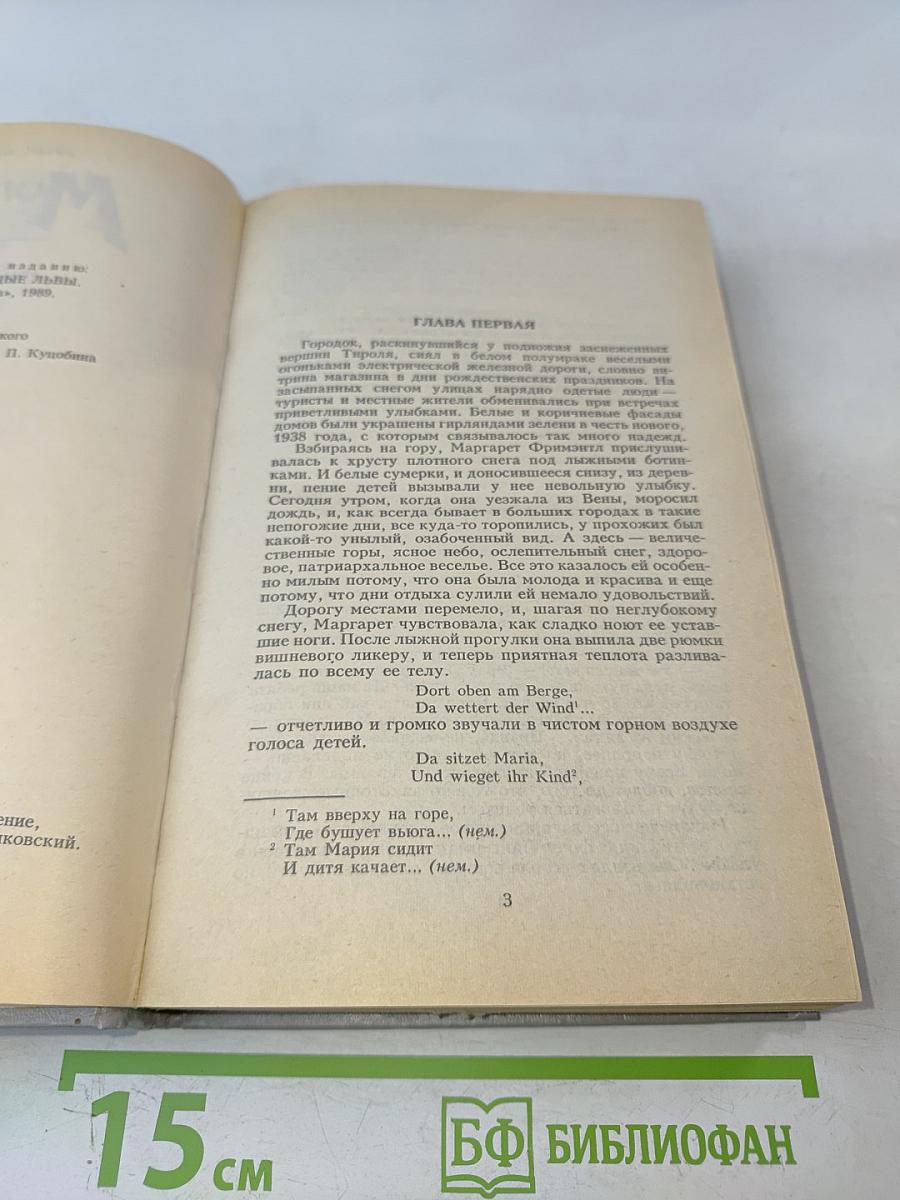 изданию:
ЛЬВЫ.
1989.
П. Куцобина
ГЛАВА ПЕРВАЯ
Городок, раскинувшийся у подножия заснеженных
вершин Тироля, сиял в белом полумраке веселыми
огоньками электрической железной дороги, словно ви-
трина магазина в дни рождественских праздников. На
засыпанных снегом улицах нарядно одетые люди —
туристы и местные жители обменивались при встречах
приветливыми улыбками. Белые и коричневые фасады
домов были украшены гирляндами зелени в честь нового,
1938 года, с которым связывалось так много надежд.
Взбираясь на гору, Маргарет Фримэнтл прислуши-
валась к хрусту плотного снега под лыжными ботин-
ками. И белые сумерки, и доносившееся снизу, из дерев-
ни, пение детей вызывали у нее невольную улыбку.
Сегодня утром, когда она уезжала из Вены, моросил
дождь, и, как всегда бывает в больших городах в такие
непогожие дни, все куда-то торопились, у прохожих был
какой-то унылый, озабоченный вид. А здесь — величе-
ственные горы, ясное небо, ослепительный снег, здоро-
вое, патриархальное веселье. Все это казалось ей особен-
но милым потому, что она была молода и красива и еще
потому, что дни отдыха сулили ей немало удовольствий.
Дорогу местами перемело, и, шагая по неглубокому
снегу, Маргарет чувствовала, как сладко ноют ее устав-
шие ноги. После лыжной прогулки она выпила две рюмки
вишневого ликеру, и теперь приятная теплота разлива-
лась по всему ее телу.
Dort oben am Berge,
Da wettert der Wind¹...
— отчетливо и громко звучали в чистом горном воздухе
голоса детей.
Da sitzet Maria,
Und wieget ihr Kind²,
¹ Там вверху на горе,
Где бушует вьюга... (нем.)
² Там Мария сидит
И дитя качает... (нем.)
3
15 см
БФ БИБЛИОФАН